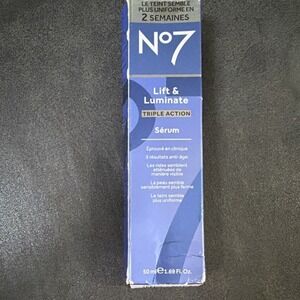 LE TEINT SEMBLE
PLUS UNIFORME EN
2 SEMAINES
No7
Lift &
Luminate
TRIPLE ACTION
Sérum
Éprouvé en clinique
3 résultats anti-âge:
Les rides semblent
atténuées de
manière visible
La peau semble
sensiblement plus ferme
Le teint semble
plus uniforme
50 ml e 1.69 FL Oz.